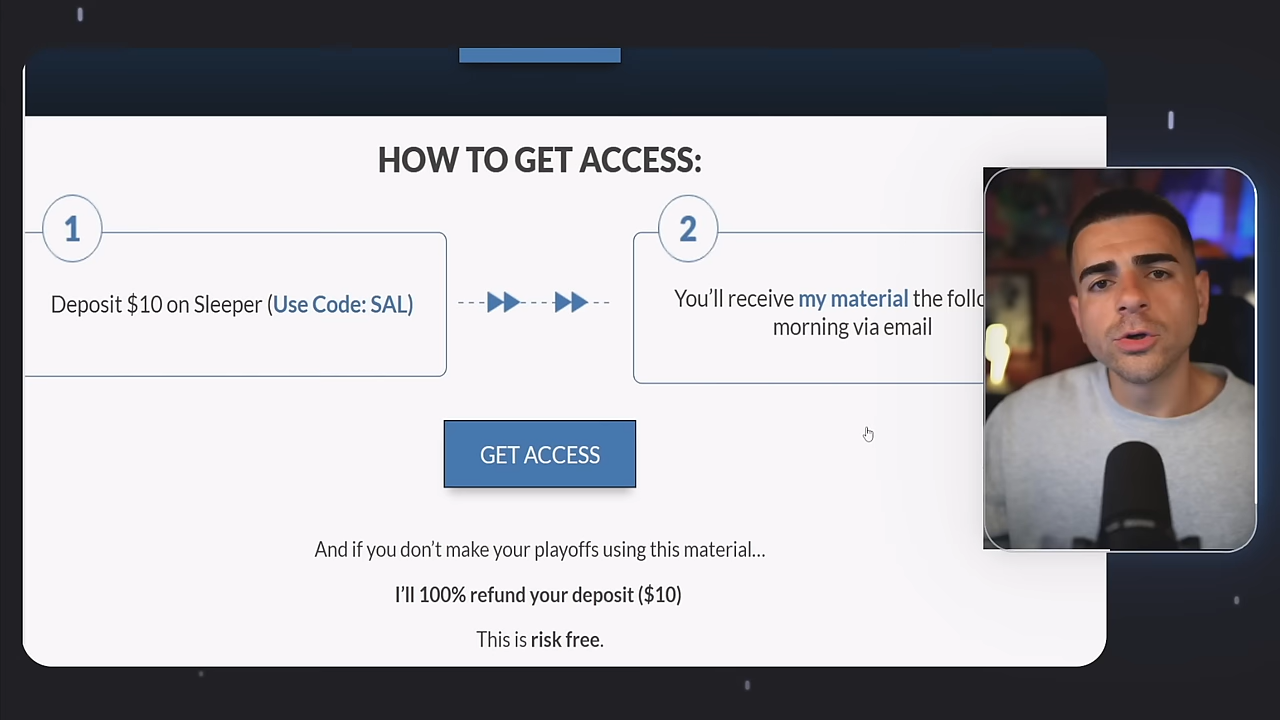 HOW TO GET ACCESS:
1
Deposit $10 on Sleeper (Use Code: SAL)
2
You'll receive my material the
morning via email
GET ACCESS
And if you don't make your playoffs using this material...
I'll 100% refund your deposit ($10)
This is risk free.